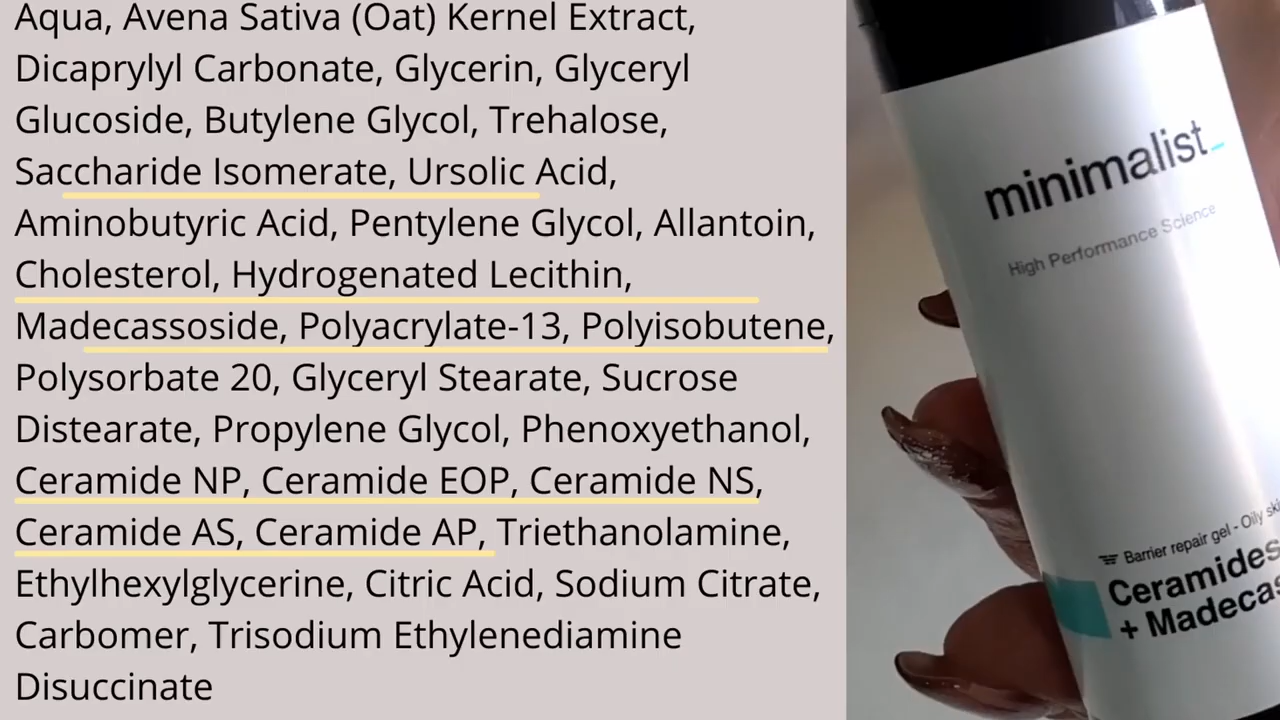 Aqua, Avena Sativa (Oat) Kernel Extract,
Dicaprylyl Carbonate, Glycerin, Glyceryl
Glucoside, Butylene Glycol, Trehalose,
Saccharide Isomerate, Ursolic Acid,
Aminobutyric Acid, Pentylene Glycol, Allantoin,
Cholesterol, Hydrogenated Lecithin,
Madecassoside, Polyacrylate-13, Polyisobutene,
Polysorbate 20, Glyceryl Stearate, Sucrose
Distearate, Propylene Glycol, Phenoxyethanol,
Ceramide NP, Ceramide EOP, Ceramide NS,
Ceramide AS, Ceramide AP, Triethanolamine,
Ethylhexylglycerine, Citric Acid, Sodium Citrate,
Carbomer, Trisodium Ethylenediamine
Disuccinate
minimalist_
High Performance Science
Barrier repair gel - Oily
Ceramides
+